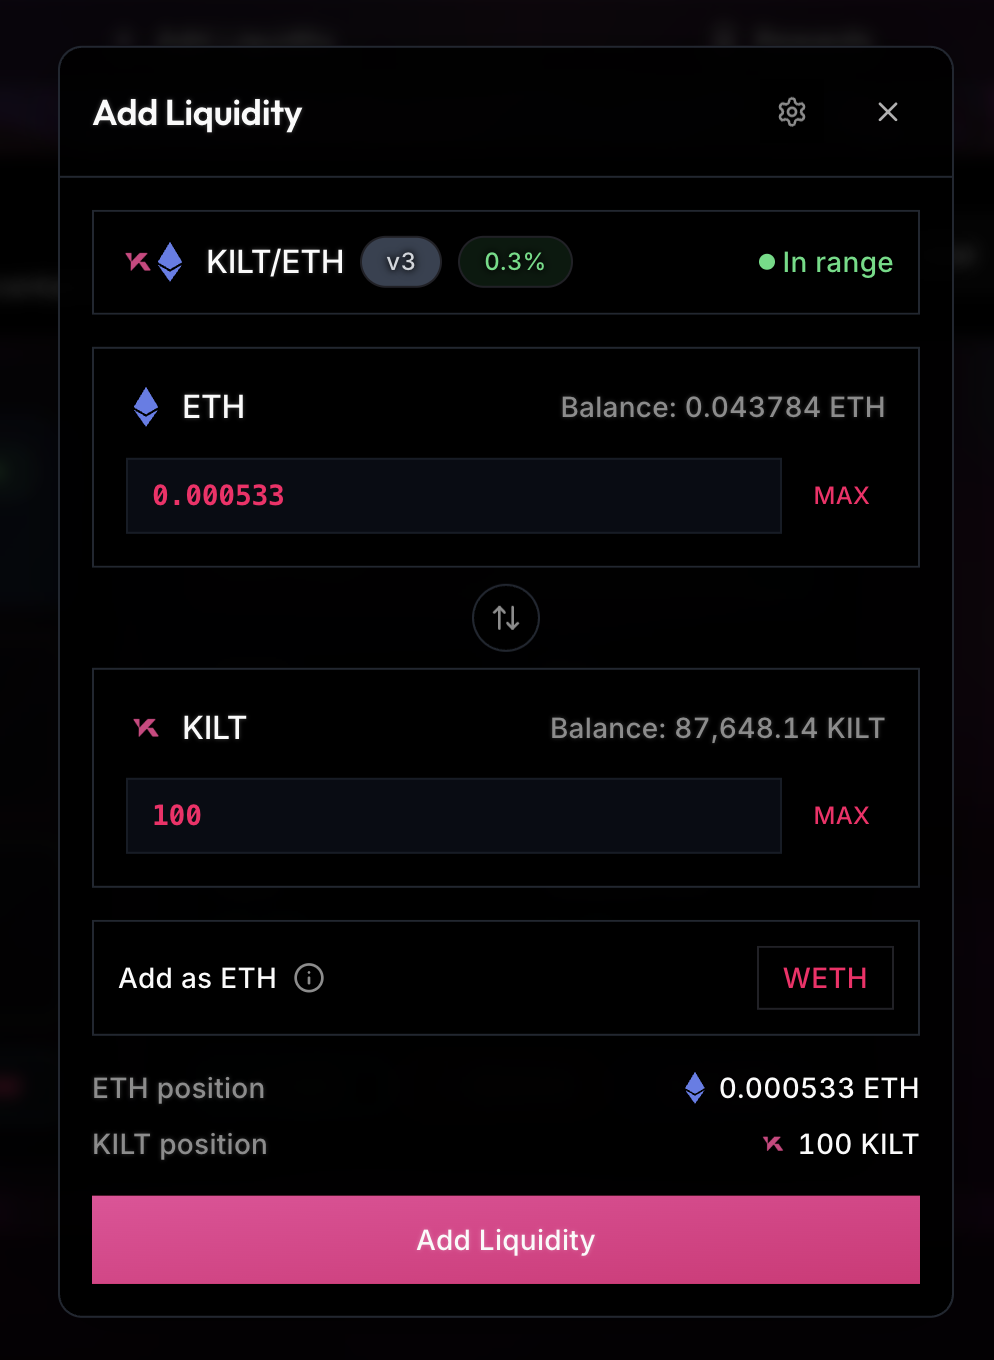 Add Liquidity
KILT/ETH v3 0.3% In range
ETH Balance: 0.043784 ETH
0.000533 MAX
KILT Balance: 87,648.14 KILT
100 MAX
Add as ETH WETH
ETH position 0.000533 ETH
KILT position 100 KILT
Add Liquidity